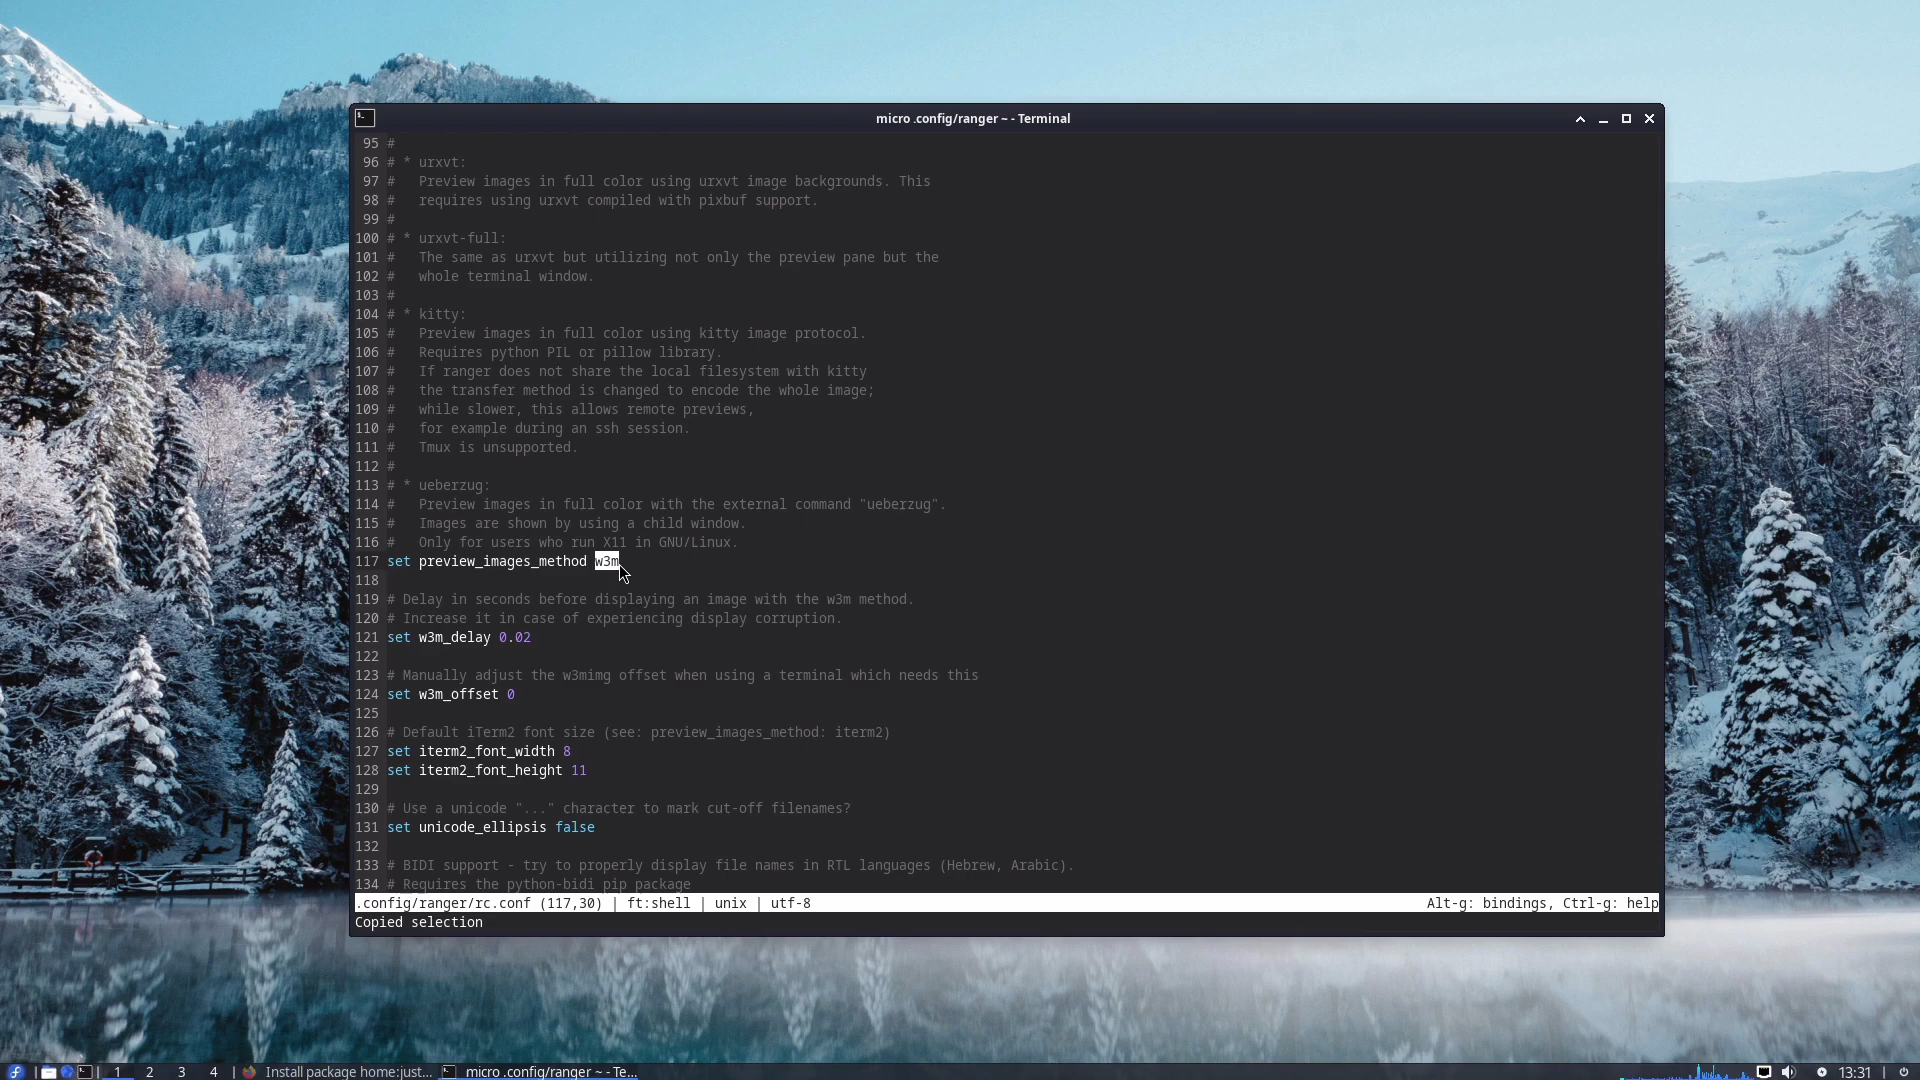 micro .config/ranger ~ - Terminal
95 #
96 # * urxvt:
97 #   Preview images in full color using urxvt image backgrounds. This
98 #   requires using urxvt compiled with pixbuf support.
99 #
100 # * urxvt-full:
101 #   The same as urxvt but utilizing not only the preview pane but the
102 #   whole terminal window.
103 #
104 # * kitty:
105 #   Preview images in full color using kitty image protocol.
106 #   Requires python PIL or pillow library.
107 #   If ranger does not share the local filesystem with kitty
108 #   the transfer method is changed to encode the whole image;
109 #   while slower, this allows remote previews,
110 #   for example during an ssh session.
111 #   Tmux is unsupported.
112 #
113 # * ueberzug:
114 #   Preview images in full color with the external command "ueberzug".
115 #   Images are shown by using a child window.
116 #   Only for users who run X11 in GNU/Linux.
117 set preview_images_method w3m
118
119 # Delay in seconds before displaying an image with the w3m method.
120 # Increase it in case of experiencing display corruption.
121 set w3m_delay 0.02
122
123 # Manually adjust the w3mimg offset when using a terminal which needs this
124 set w3m_offset 0
125
126 # Default iTerm2 font size (see: preview_images_method: iterm2)
127 set iterm2_font_width 8
128 set iterm2_font_height 11
129
130 # Use a unicode "..." character to mark cut-off filenames?
131 set unicode_ellipsis false
132
133 # BIDI support - try to properly display file names in RTL languages (Hebrew, Arabic).
134 # Requires the python-bidi pip package
.config/ranger/rc.conf (117,30) | ft:shell | unix | utf-8 Alt-g: bindings, Ctrl-g: help
Copied selection
1 2 3 4 | Install package home:just... micro .config/ranger ~ - Te... 13:31